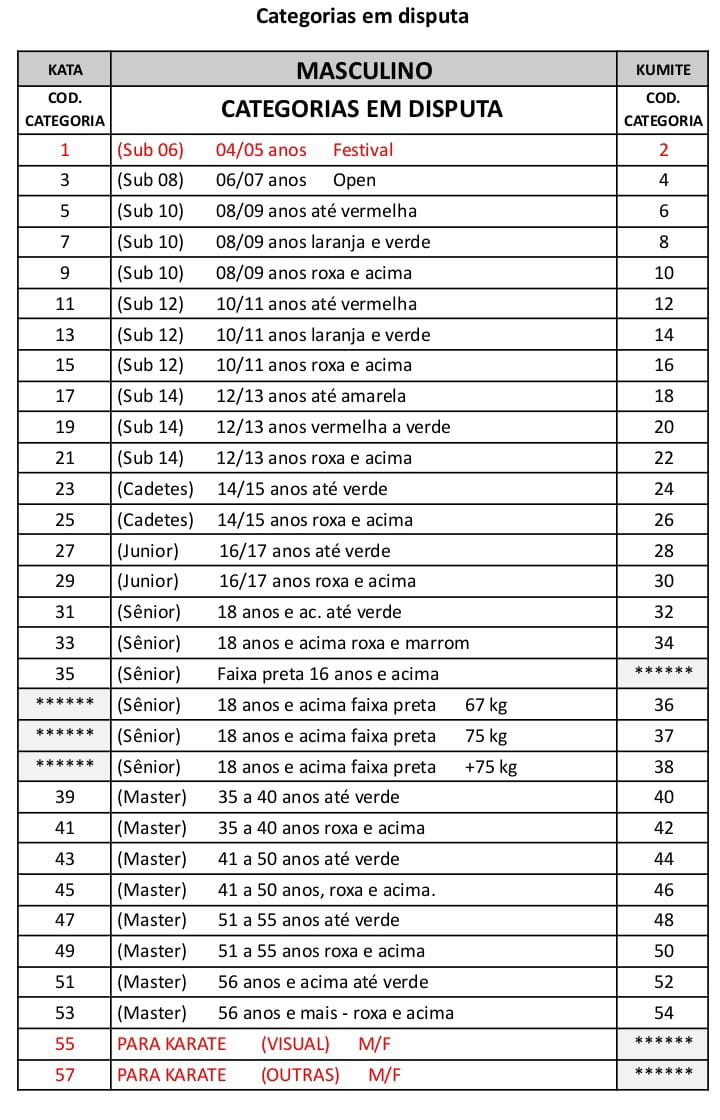 Categorias em disputa
KATA MASCULINO KUMITE
COD. CATEGORIA CATEGORIAS EM DISPUTA COD. CATEGORIA
1 (Sub 06) 04/05 anos Festival 2
3 (Sub 08) 06/07 anos Open 4
5 (Sub 10) 08/09 anos até vermelha 6
7 (Sub 10) 08/09 anos laranja e verde 8
9 (Sub 10) 08/09 anos roxa e acima 10
11 (Sub 12) 10/11 anos até vermelha 12
13 (Sub 12) 10/11 anos laranja e verde 14
15 (Sub 12) 10/11 anos roxa e acima 16
17 (Sub 14) 12/13 anos até amarela 18
19 (Sub 14) 12/13 anos vermelha a verde 20
21 (Sub 14) 12/13 anos roxa e acima 22
23 (Cadetes) 14/15 anos até verde 24
25 (Cadetes) 14/15 anos roxa e acima 26
27 (Junior) 16/17 anos até verde 28
29 (Junior) 16/17 anos roxa e acima 30
31 (Sênior) 18 anos e ac. até verde 32
33 (Sênior) 18 anos e acima roxa e marrom 34
35 (Sênior) Faixa preta 16 anos e acima ******
****** (Sênior) 18 anos e acima faixa preta 67 kg 36
****** (Sênior) 18 anos e acima faixa preta 75 kg 37
****** (Sênior) 18 anos e acima faixa preta +75 kg 38
39 (Master) 35 a 40 anos até verde 40
41 (Master) 35 a 40 anos roxa e acima 42
43 (Master) 41 a 50 anos até verde 44
45 (Master) 41 a 50 anos, roxa e acima. 46
47 (Master) 51 a 55 anos até verde 48
49 (Master) 51 a 55 anos roxa e acima 50
51 (Master) 56 anos e acima até verde 52
53 (Master) 56 anos e mais - roxa e acima 54
55 PARA KARATE (VISUAL) M/F ******
57 PARA KARATE (OUTRAS) M/F ******